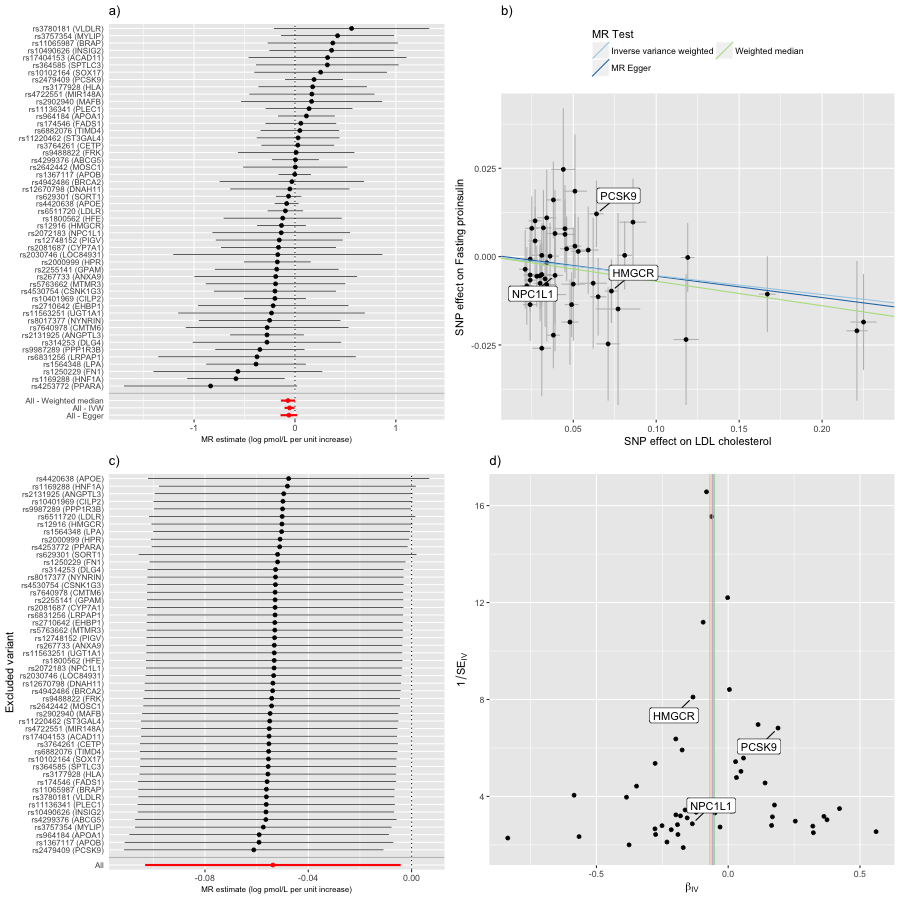 a)
rs3780181 (VLDLR)
rs3757354 (MYLIP)
rs11065987 (BRAP)
rs10490626 (INSIG2)
rs17404153 (ACAD11)
rs364585 (SPTLC3)
rs10102164 (SOX17)
rs2479409 (PCSK9)
rs3177928 (HLA)
rs4722551 (MIR148A)
rs2902940 (MAFB)
rs11136341 (PLEC1)
rs964184 (APOA1)
rs174546 (FADS1)
rs6882076 (TIMD4)
rs11220462 (ST3GAL4)
rs3764261 (CETP)
rs9488822 (FRK)
rs4299376 (ABCG5)
rs2642442 (MOSC1)
rs1367117 (APOB)
rs4942486 (BRCA2)
rs12670798 (DNAH11)
rs629301 (SORT1)
rs4420638 (APOE)
rs6511720 (LDLR)
rs1800562 (HFE)
rs12916 (HMGCR)
rs2072183 (NPC1L1)
rs12748152 (PIGV)
rs2081687 (CYP7A1)
rs2030746 (LOC84931)
rs2000999 (HPR)
rs2255141 (GPAM)
rs267733 (ANXA9)
rs5763662 (MTMR3)
rs4530754 (CSNK1G3)
rs10401969 (CILP2)
rs2710642 (EHBP1)
rs11563251 (UGT1A1)
rs8017377 (NYNRIN)
rs7640978 (CMTM6)
rs2131925 (ANGPTL3)
rs314253 (DLG4)
rs9987289 (PPP1R3B)
rs6831256 (LRPAP1)
rs1564348 (LPA)
rs1250229 (FN1)
rs1169288 (HNF1A)
rs4253772 (PPARA)
All - Weighted median
All - IVW
All - Egger
-1 0 1
MR estimate (log pmol/L per unit increase)
b)
MR Test
Inverse variance weighted Weighted median
MR Egger
SNP effect on Fasting proinsulin
0.025
0.000
-0.025
PCSK9
HMGCR
NPC1L1
0.05 0.10 0.15 0.20
SNP effect on LDL cholesterol
c)
Excluded variant
rs4420638 (APOE)
rs1169288 (HNF1A)
rs2131925 (ANGPTL3)
rs10401969 (CILP2)
rs9987289 (PPP1R3B)
rs6511720 (LDLR)
rs12916 (HMGCR)
rs1564348 (LPA)
rs2000999 (HPR)
rs4253772 (PPARA)
rs629301 (SORT1)
rs1250229 (FN1)
rs314253 (DLG4)
rs8017377 (NYNRIN)
rs4530754 (CSNK1G3)
rs7640978 (CMTM6)
rs2255141 (GPAM)
rs2081687 (CYP7A1)
rs6831256 (LRPAP1)
rs2710642 (EHBP1)
rs5763662 (MTMR3)
rs12748152 (PIGV)
rs267733 (ANXA9)
rs11563251 (UGT1A1)
rs1800562 (HFE)
rs2072183 (NPC1L1)
rs2030746 (LOC84931)
rs12670798 (DNAH11)
rs4942486 (BRCA2)
rs9488822 (FRK)
rs2642442 (MOSC1)
rs2902940 (MAFB)
rs11220462 (ST3GAL4)
rs4722551 (MIR148A)
rs17404153 (ACAD11)
rs3764261 (CETP)
rs6882076 (TIMD4)
rs10102164 (SOX17)
rs364585 (SPTLC3)
rs3177928 (HLA)
rs174546 (FADS1)
rs11065987 (BRAP)
rs3780181 (VLDLR)
rs11136341 (PLEC1)
rs10490626 (INSIG2)
rs4299376 (ABCG5)
rs3757354 (MYLIP)
rs964184 (APOA1)
rs1367117 (APOB)
rs2479409 (PCSK9)
All
-0.08 -0.04 0.00
MR estimate (log pmol/L per unit increase)
d)
1/SE_IV
16
12
8
4
HMGCR
PCSK9
NPC1L1
-0.5 0.0 0.5
β_IV